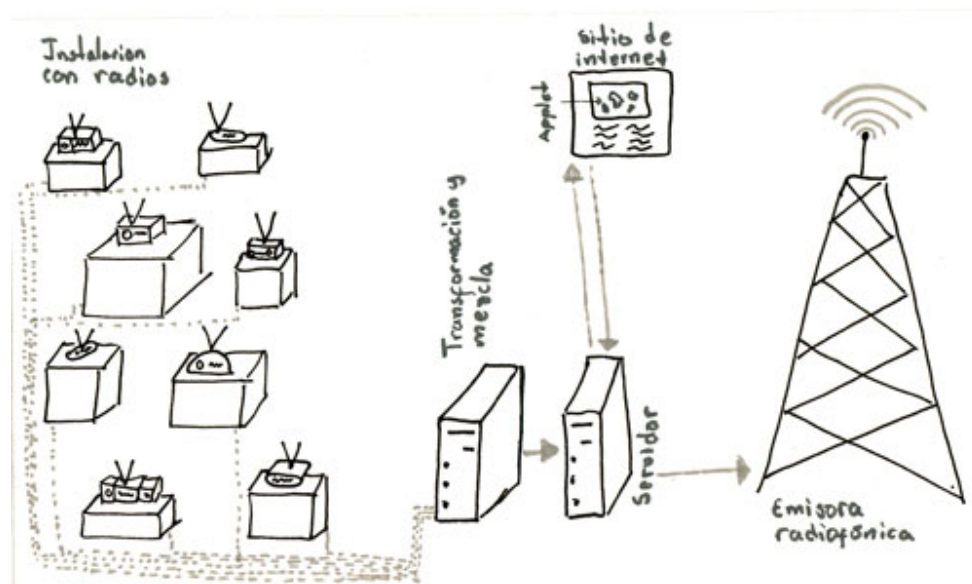 Instalacion
con radios
sitio de
internet
Applet
Transformación y
mezcla
Servidor
Emisora
radiofónica